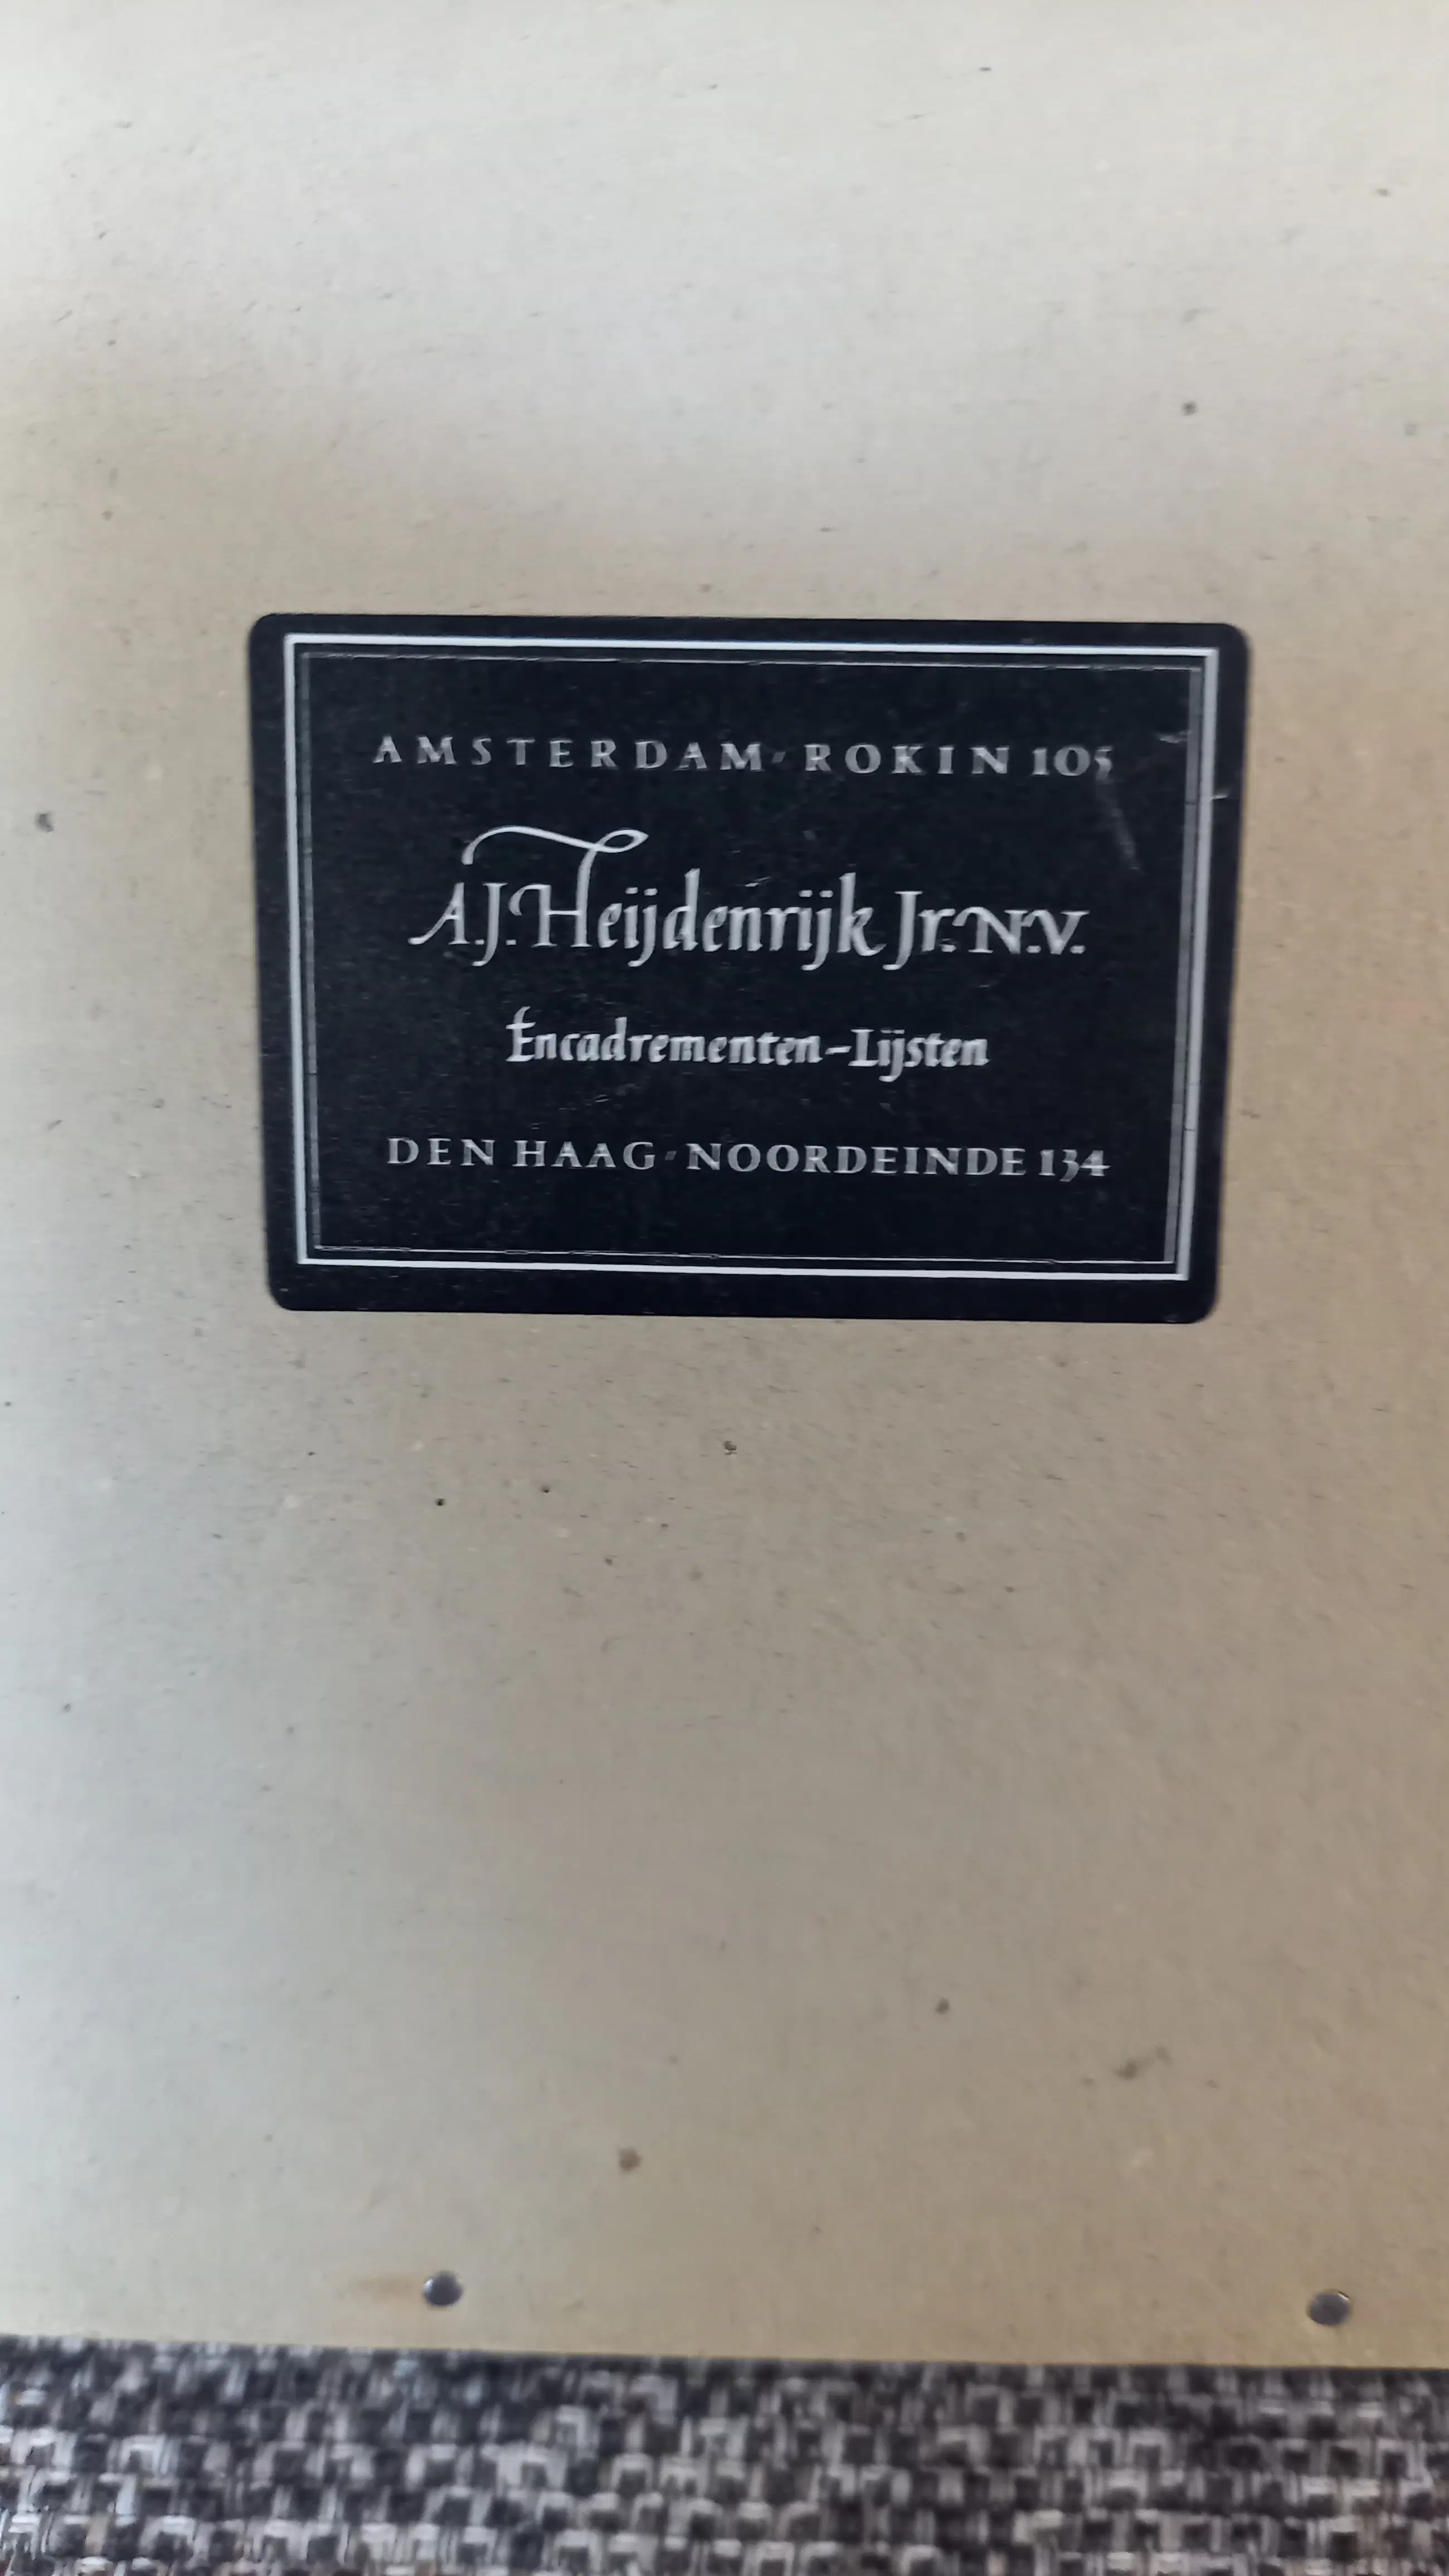 AMSTERDAM-ROKIN 105
A.J. Heijdenrijk Jr. N.V.
Encadrementen-Lijsten
DEN HAAG-NOORDEINDE 134